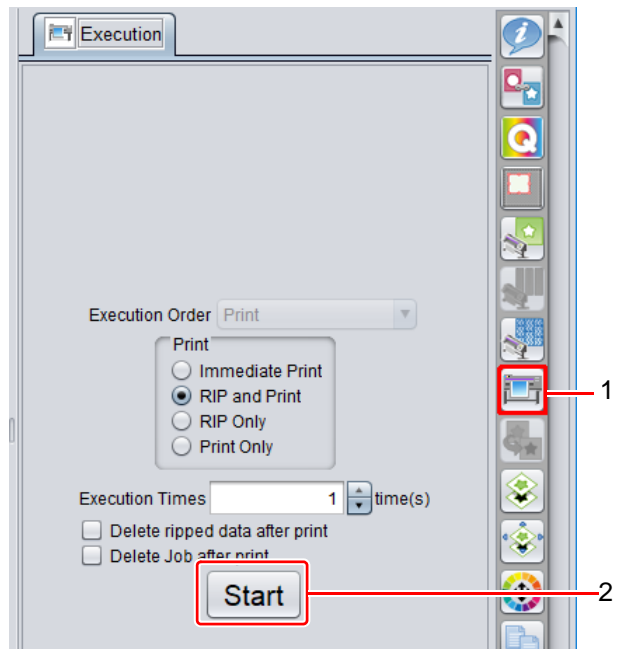 Execution
Execution Order Print
Print
Immediate Print
RIP and Print
RIP Only
Print Only
1
Execution Times 1 time(s)
Delete ripped data after print
Delete Job after print
Start
2